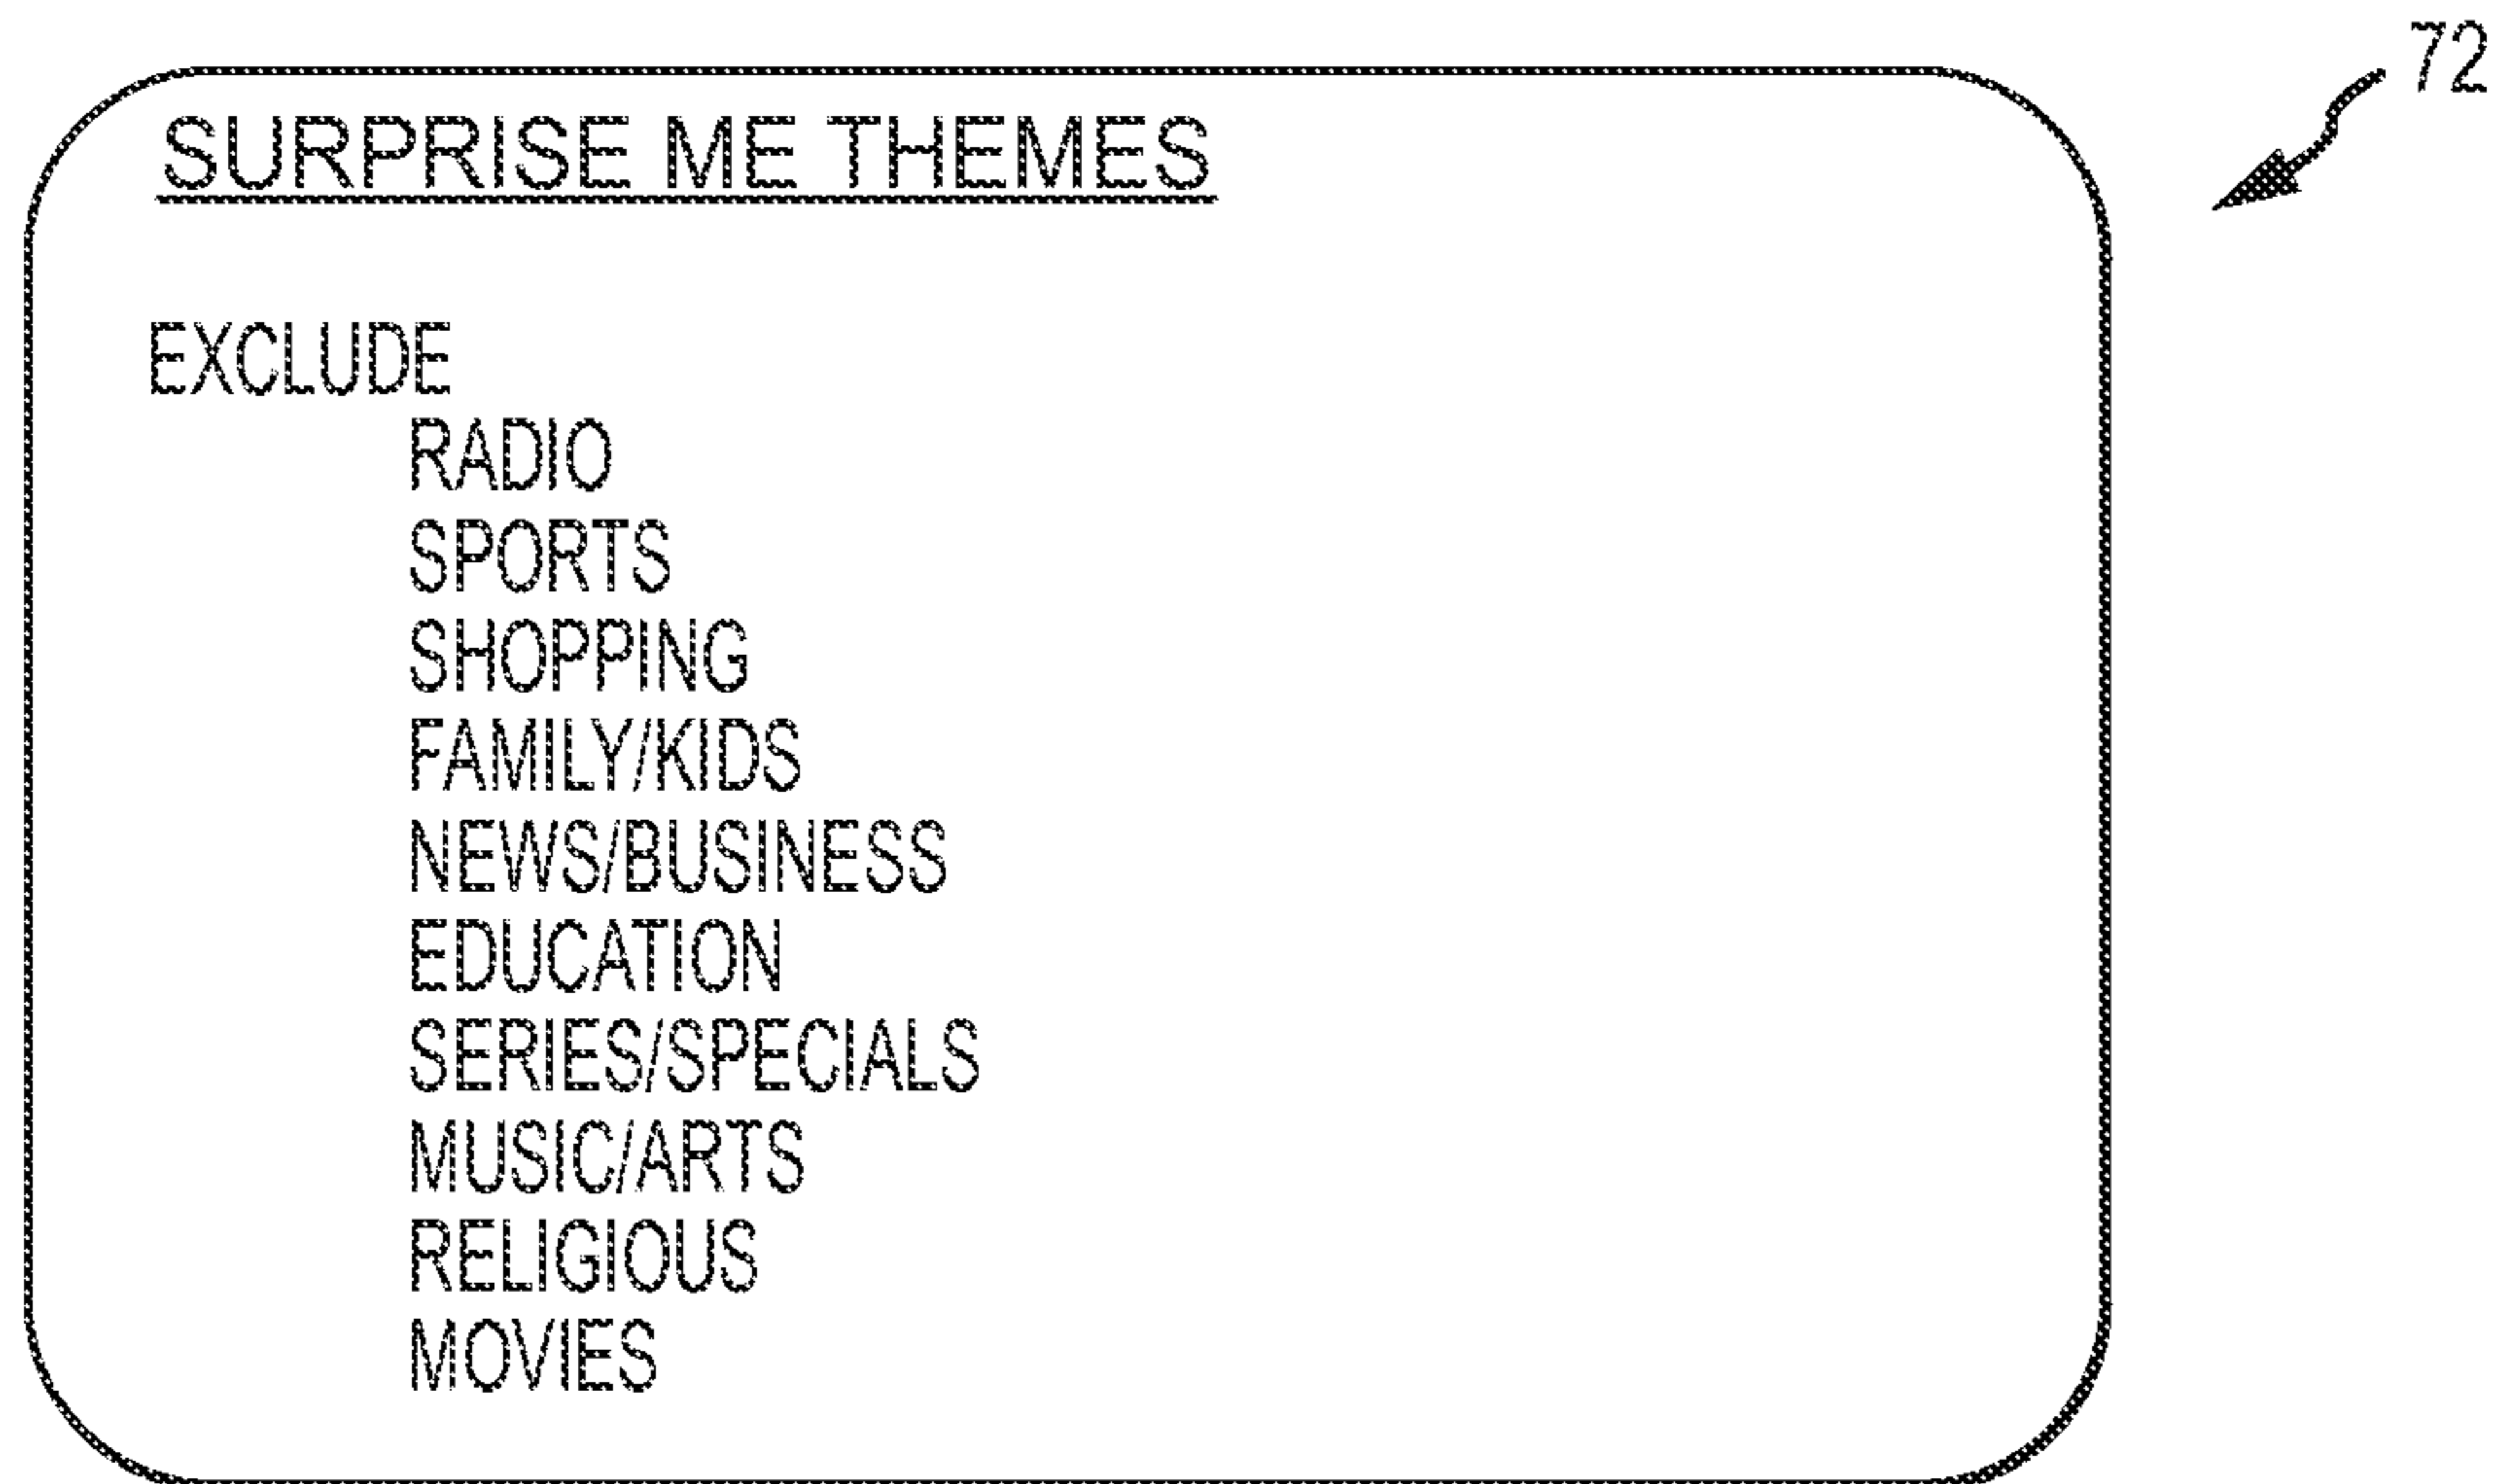 72
SURPRISE ME THEMES
EXCLUDE
RADIO
SPORTS
SHOPPING
FAMILY/KIDS
NEWS/BUSINESS
EDUCATION
SERIES/SPECIALS
MUSIC/ARTS
RELIGIOUS
MOVIES